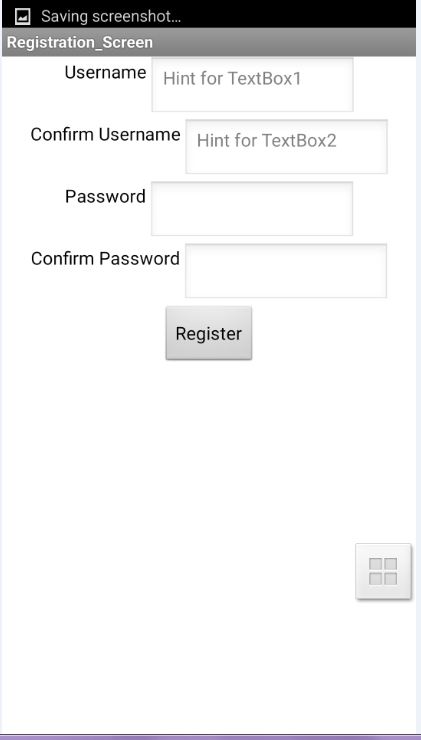 Saving screenshot...
Registration_Screen
Username Hint for TextBox1
Confirm Username Hint for TextBox2
Password
Confirm Password
Register